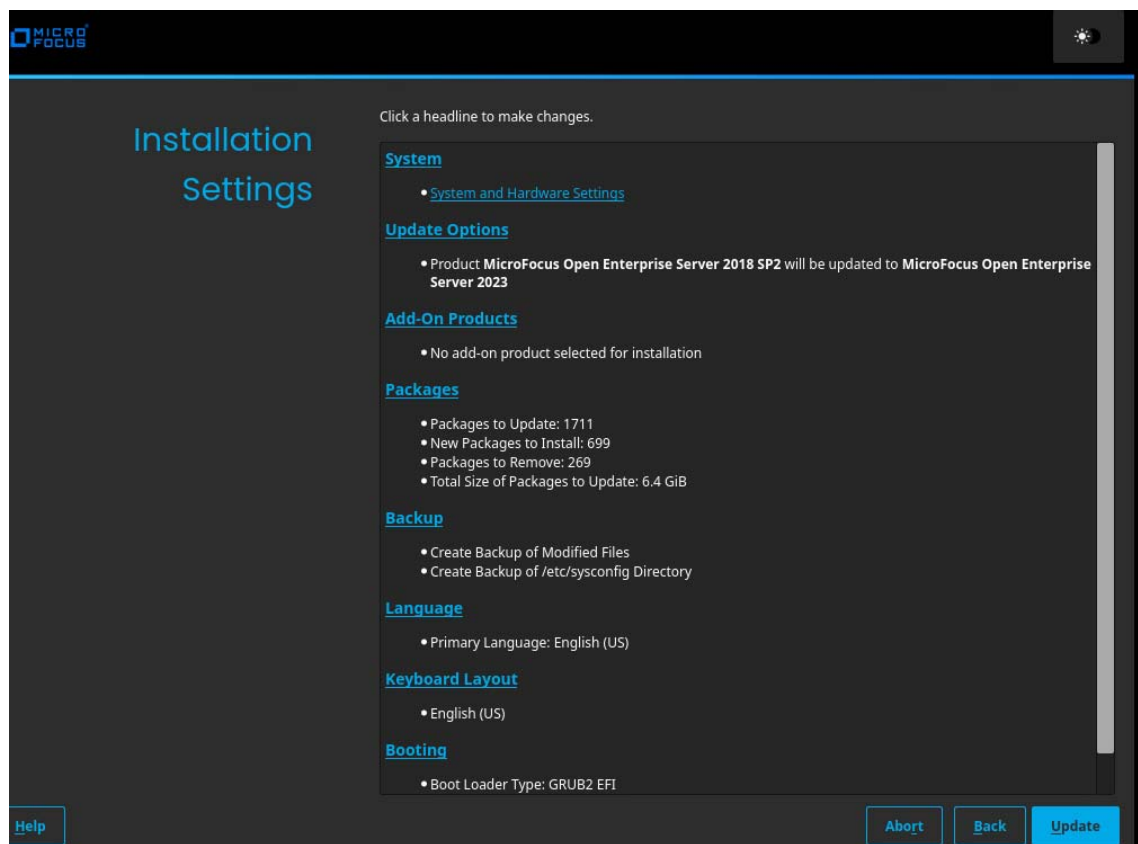 MICRO
FOCUS
Installation
Settings
Click a headline to make changes.
System
System and Hardware Settings
Update Options
Product MicroFocus Open Enterprise Server 2018 SP2 will be updated to MicroFocus Open Enterprise
Server 2023
Add-On Products
No add-on product selected for installation
Packages
Packages to Update: 1711
New Packages to Install: 699
Packages to Remove: 269
Total Size of Packages to Update: 6.4 GiB
Backup
Create Backup of Modified Files
Create Backup of /etc/sysconfig Directory
Language
Primary Language: English (US)
Keyboard Layout
English (US)
Booting
Boot Loader Type: GRUB2 EFI
Help
Abort
Back
Update